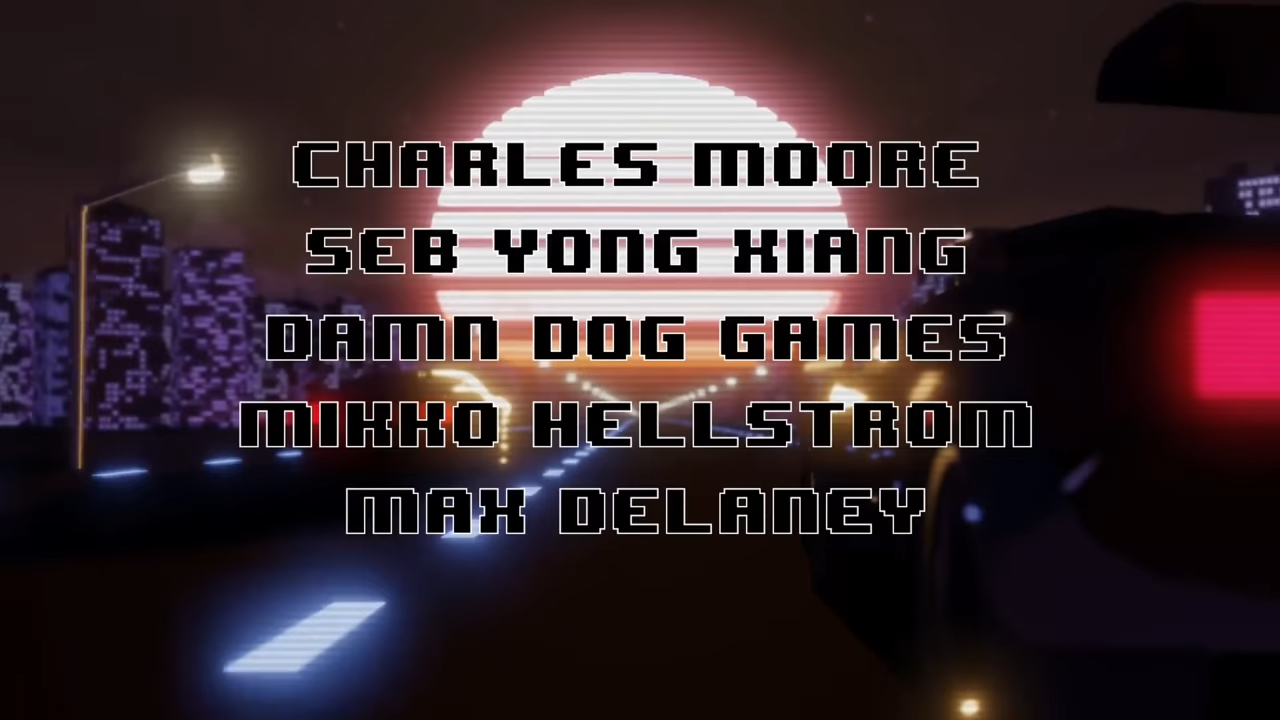 CHARLES MOORE
SEB YONG XIANG
DAMN DOG GAMES
MIKKO HELLSTROM
MAX DELANEY